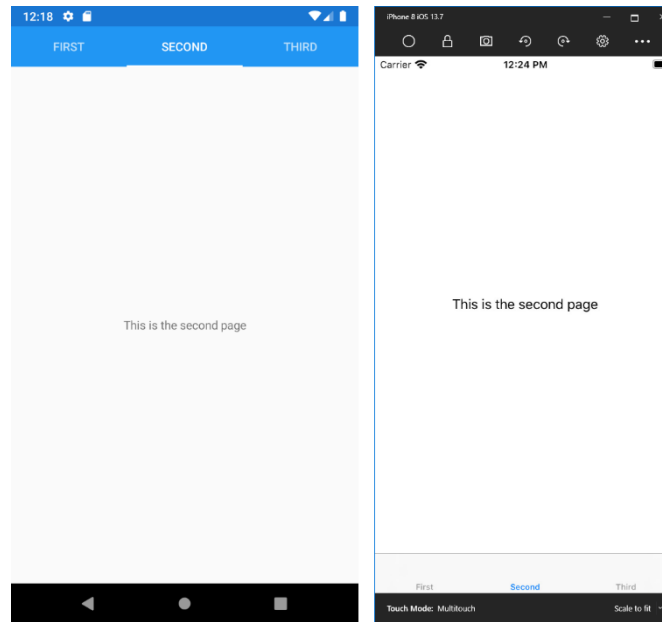 12:18
FIRST SECOND THIRD
This is the second page
iPhone 8 iOS 13.7
Carrier 12:24 PM
This is the second page
First Second Third
Touch Mode: Multitouch Scale to fit